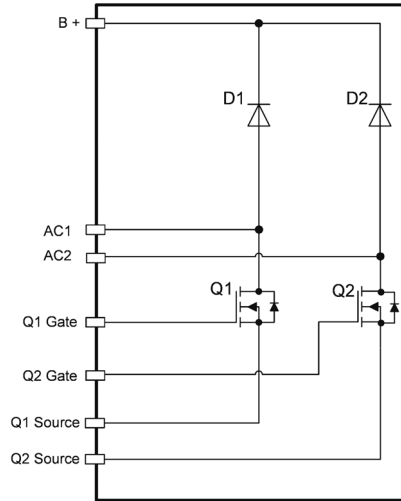 B +
D1
D2
AC1
AC2
Q1
Q2
Q1 Gate
Q2 Gate
Q1 Source
Q2 Source